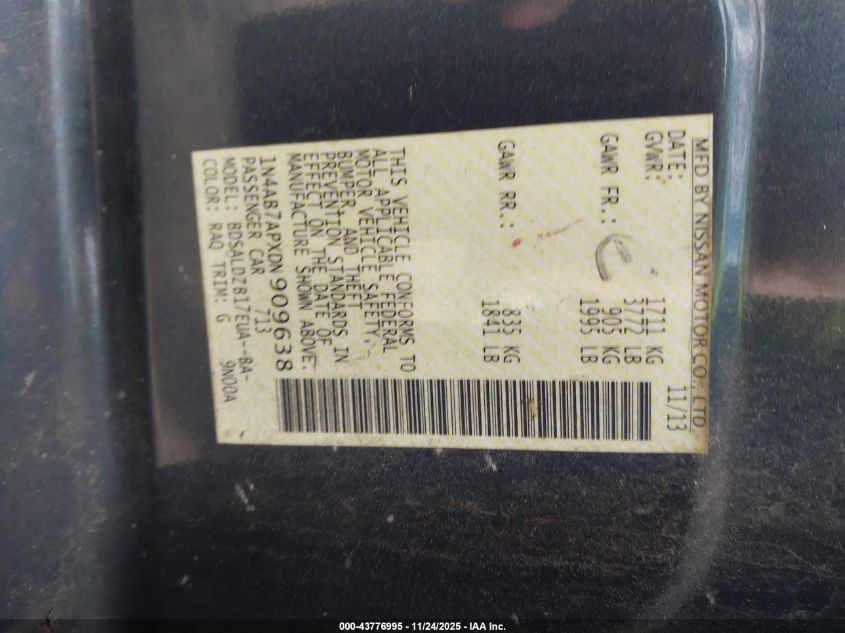 MFD BY NISSAN MOTOR CO., LTD.
DATE: 11/13
GVWR: 1711 KG
3772 LB
GAWR FR.: 905 KG
1995 LB
GAWR RR.: 835 KG
1841 LB
THIS VEHICLE CONFORMS TO
ALL APPLICABLE FEDERAL
MOTOR VEHICLE SAFETY,
BUMPER, AND THEFT
PREVENTION STANDARDS IN
EFFECT ON THE DATE OF
MANUFACTURE SHOWN ABOVE.
1N4AB7APXDN909638
PASSENGER CAR 713
MODEL: BDSALDZB17EUA--BA-
COLOR: RAQ TRIM: G 9N00A
000-43776995 - 11/24/2025 - IAA Inc.